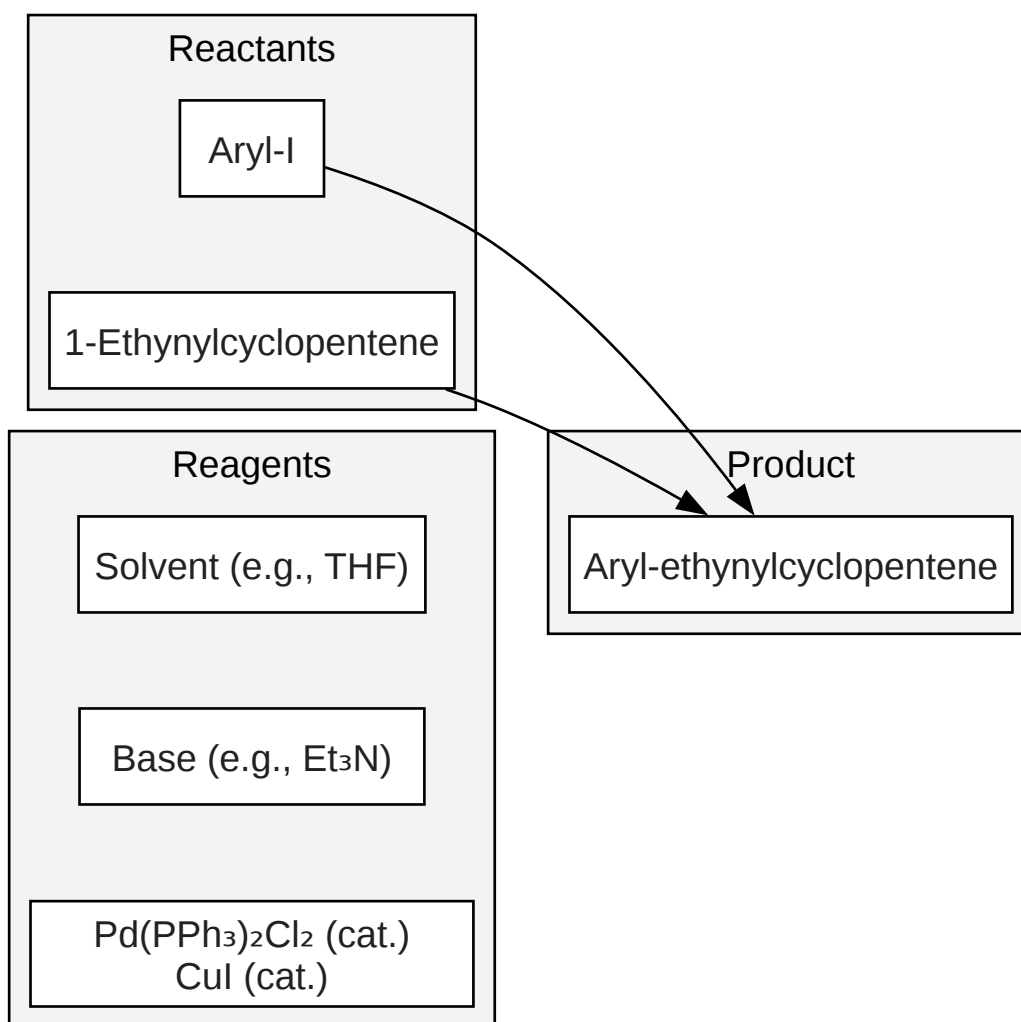 Reactants
Aryl-I
1-Ethynylcyclopentene
Reagents
Solvent (e.g., THF)
Base (e.g., Et₃N)
Pd(PPh₃)₂Cl₂ (cat.)
CuI (cat.)
Product
Aryl-ethynylcyclopentene